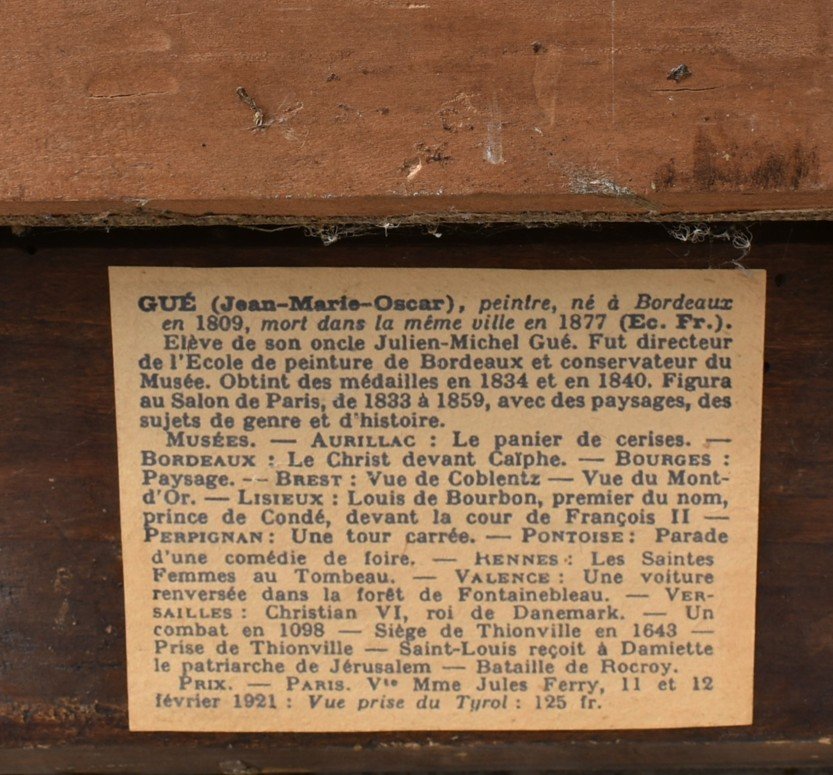 GUÉ (Jean-Marie-Oscar), peintre, né à Bordeaux
en 1809, mort dans la même ville en 1877 (Ec. Fr.).
Elève de son oncle Julien-Michel Gué. Fut directeur
de l'Ecole de peinture de Bordeaux et conservateur du
Musée. Obtint des médailles en 1834 et en 1840. Figura
au Salon de Paris, de 1833 à 1859, avec des paysages, des
sujets de genre et d'histoire.
MUSÉES. — AURILLAC : Le panier de cerises. —
BORDEAUX : Le Christ devant Caïphe. — BOURGES :
Paysage. -- BREST : Vue de Coblentz — Vue du Mont-
d'Or. — LISIEUX : Louis de Bourbon, premier du nom,
prince de Condé, devant la cour de François II —
PERPIGNAN : Une tour carrée. — PONTOISE : Parade
d'une comédie de foire. — RENNES : Les Saintes
Femmes au Tombeau. — VALENCE : Une voiture
renversée dans la forêt de Fontainebleau. — VER-
SAILLES : Christian VI, roi de Danemark. — Un
combat en 1098 — Siège de Thionville en 1643 —
Prise de Thionville — Saint-Louis reçoit à Damiette
le patriarche de Jérusalem — Bataille de Rocroy.
PRIX. — PARIS. Vte Mme Jules Ferry, 11 et 12
février 1921 : Vue prise du Tyrol : 125 fr.